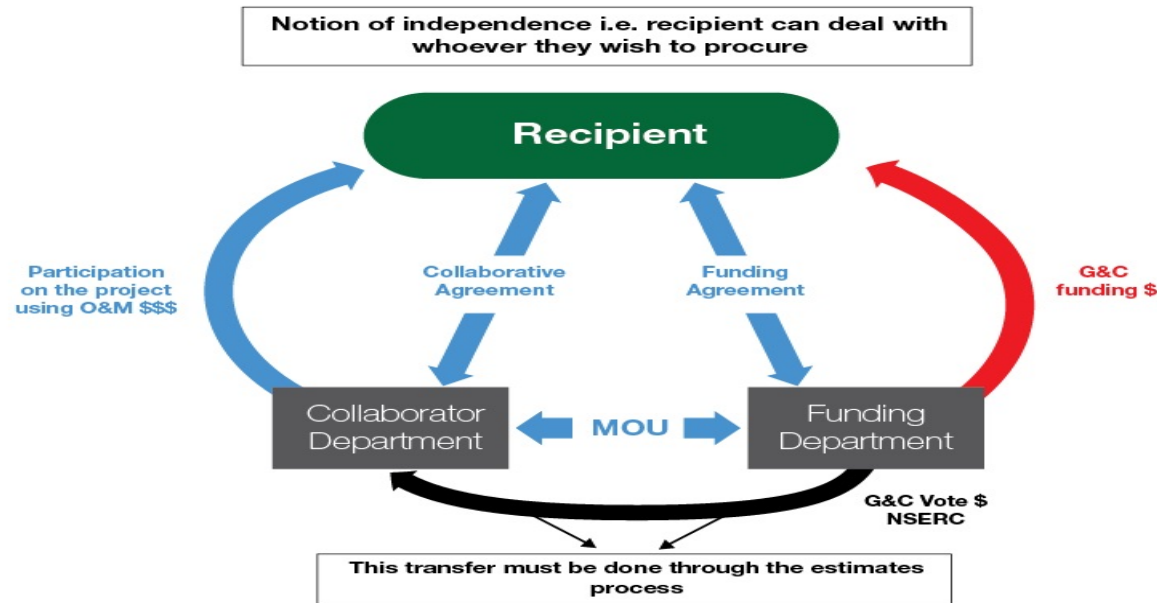 Notion of independence i.e. recipient can deal with
whoever they wish to procure
Recipient
Participation
on the project
using O&M $$$
Collaborative
Agreement
Funding
Agreement
G&C
funding $
Collaborator
Department
MOU
Funding
Department
G&C Vote $
NSERC
This transfer must be done through the estimates
process